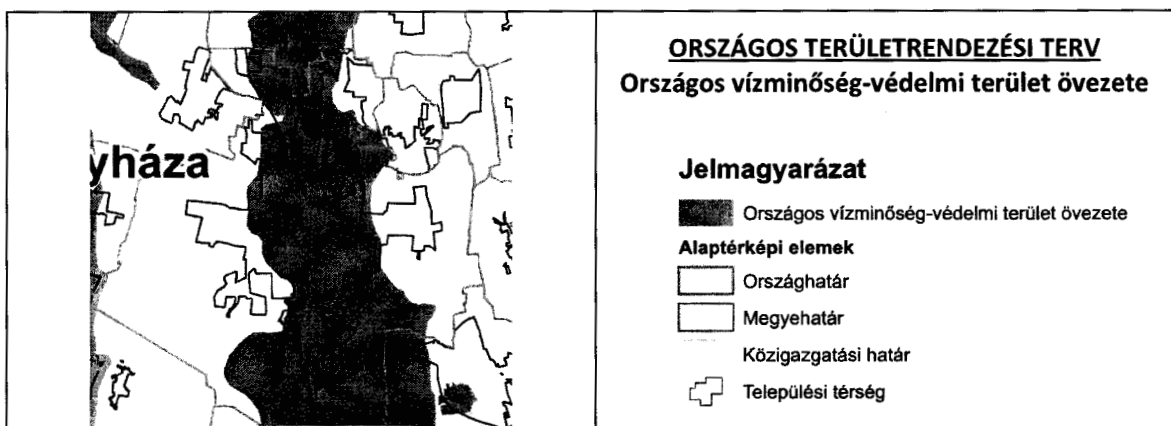 yháza
ORSZÁGOS TERÜLETRENDEZÉSI TERV
Országos vízminőség-védelmi terület övezete
Jelmagyarázat
Országos vízminőség-védelmi terület övezete
Alaptérképi elemek
Országhatár
Megyehatár
Közigazgatási határ
Települési térség